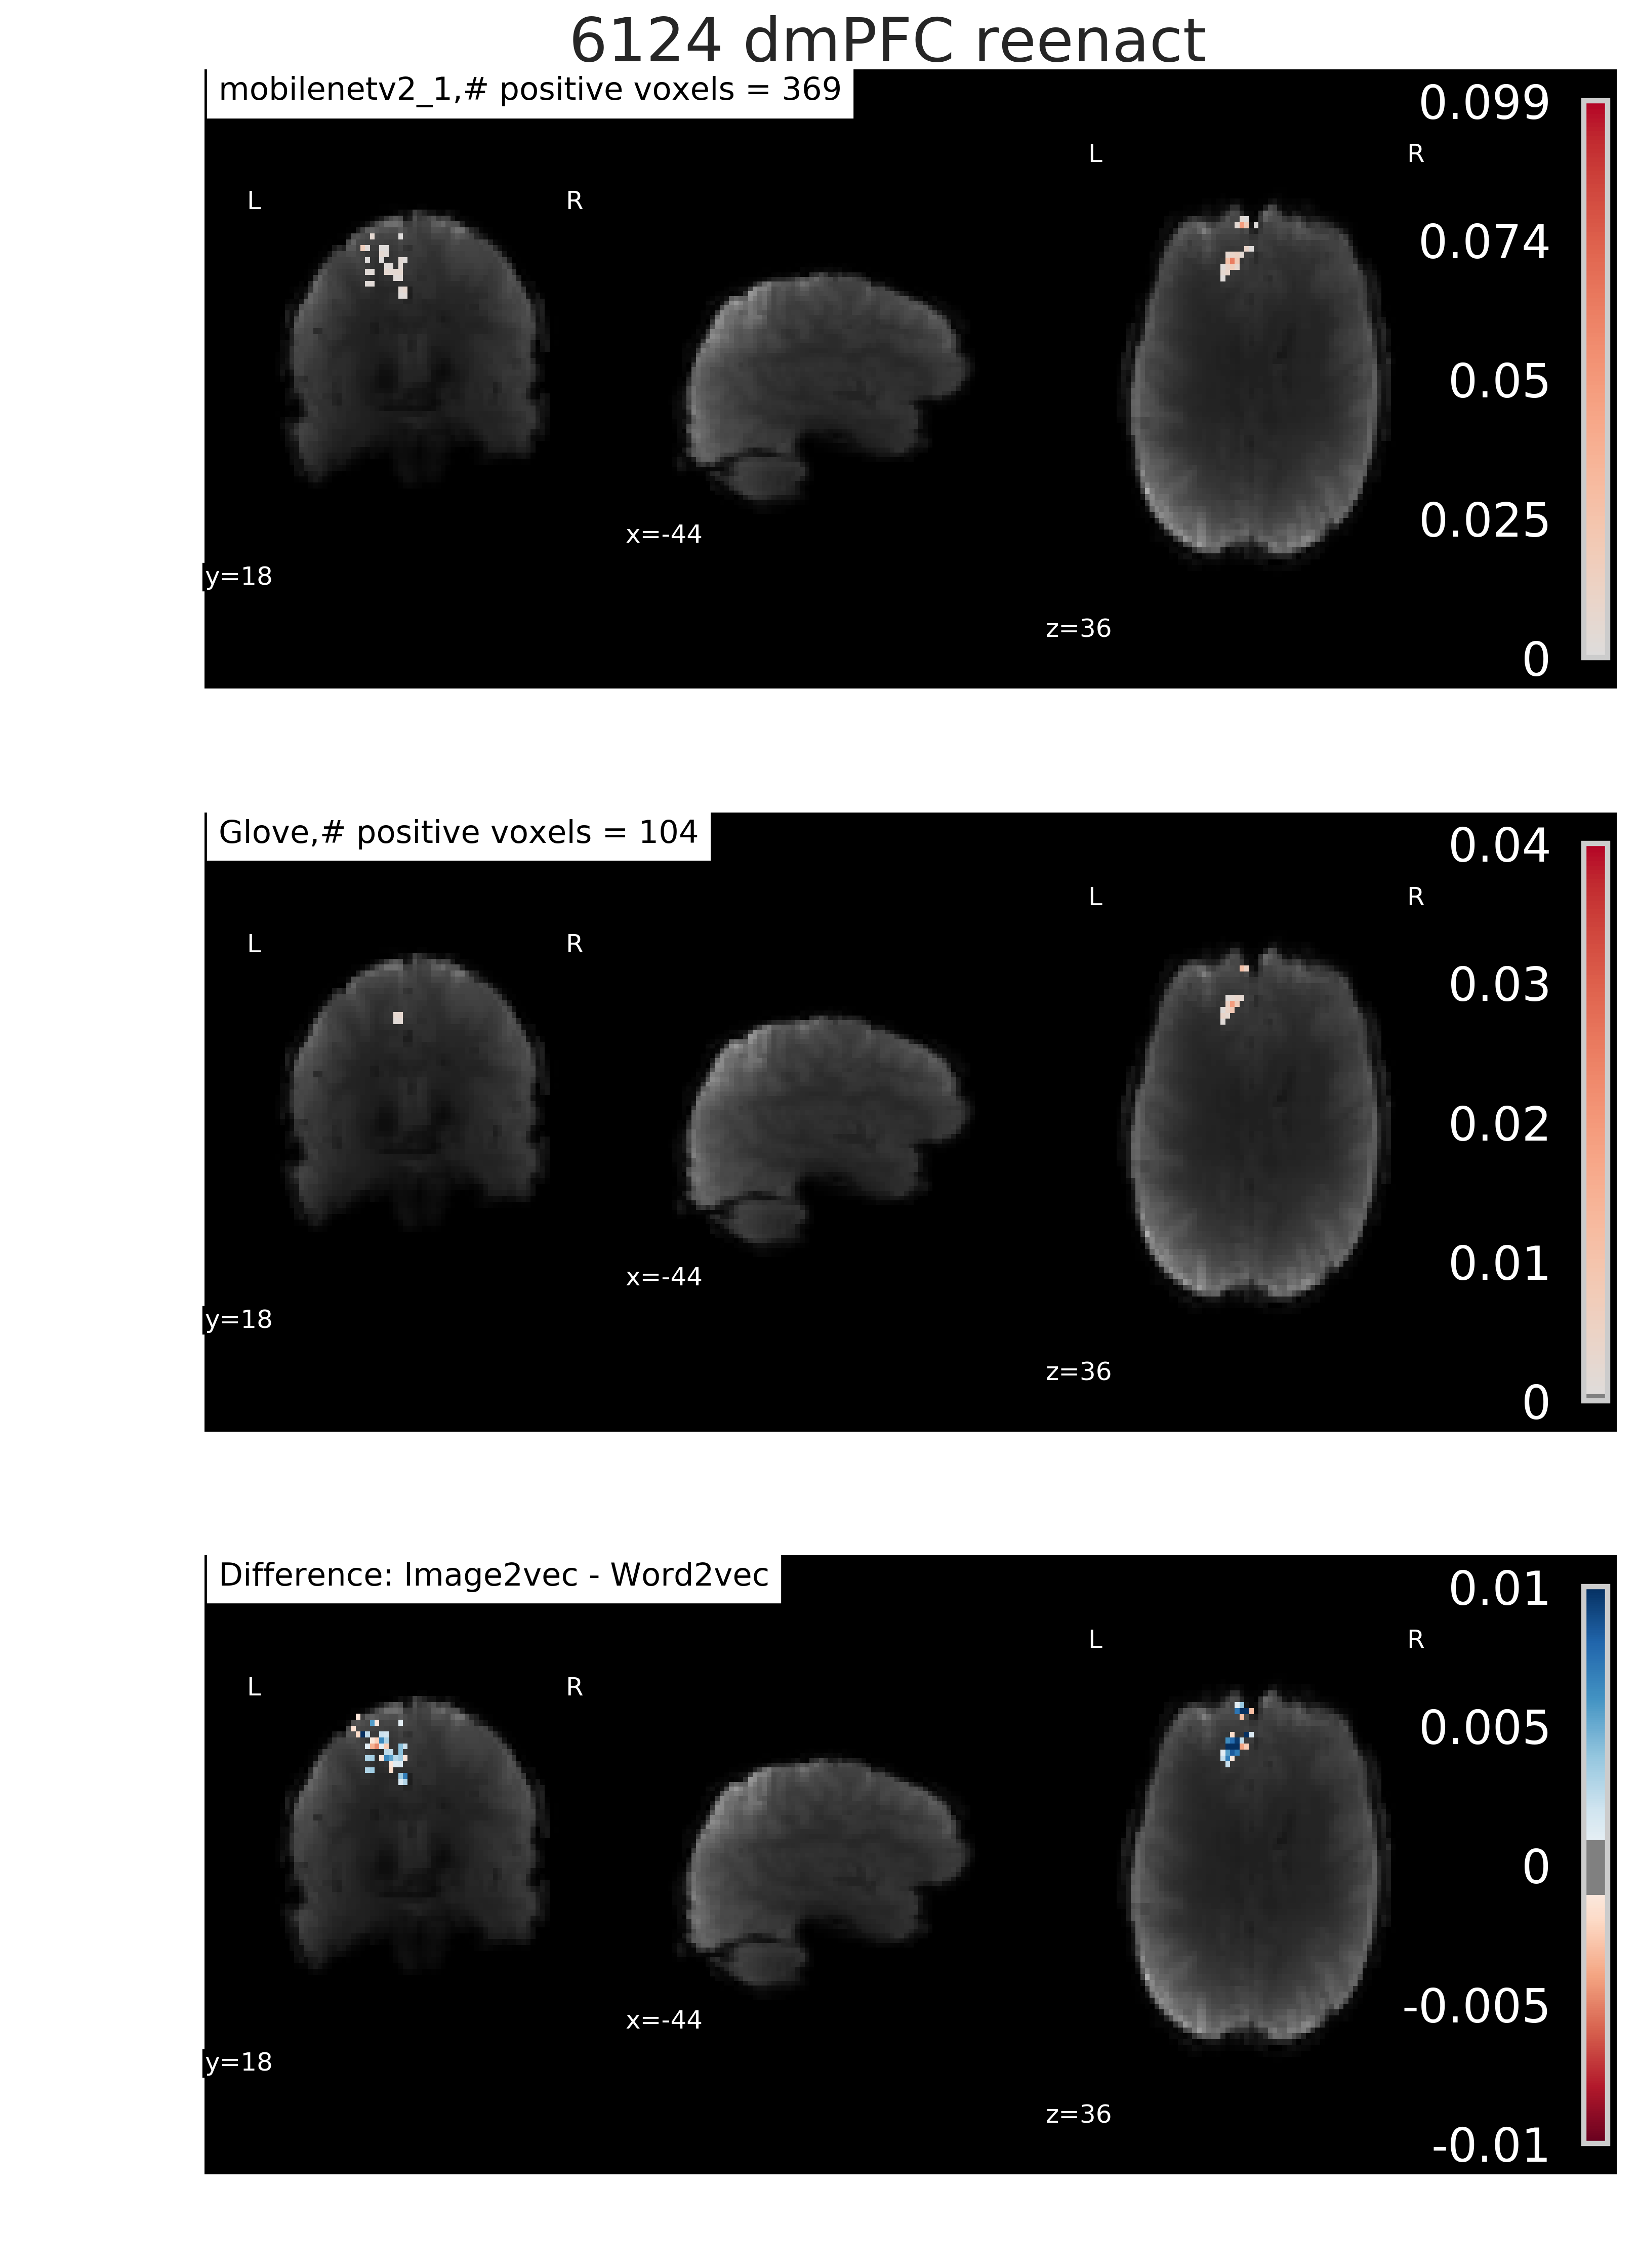 6124 dmPFC reenact
mobilenetv2_1,# positive voxels = 369
0.099
L R
L R
0.074
0.05
0.025
x=-44
y=18
z=36
0
Glove,# positive voxels = 104
0.04
L R
L R
0.03
0.02
0.01
x=-44
y=18
z=36
0
Difference: Image2vec - Word2vec
0.01
L R
L R
0.005
0
-0.005
x=-44
y=18
z=36
-0.01